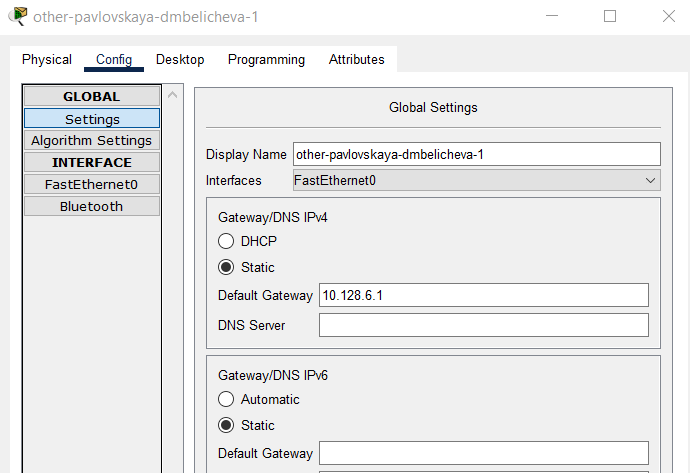 other-pavlovskaya-dmbelicheva-1
Physical Config Desktop Programming Attributes
GLOBAL
Settings
Algorithm Settings
INTERFACE
FastEthernet0
Bluetooth
Global Settings
Display Name other-pavlovskaya-dmbelicheva-1
Interfaces FastEthernet0
Gateway/DNS IPv4
DHCP
Static
Default Gateway 10.128.6.1
DNS Server
Gateway/DNS IPv6
Automatic
Static
Default Gateway